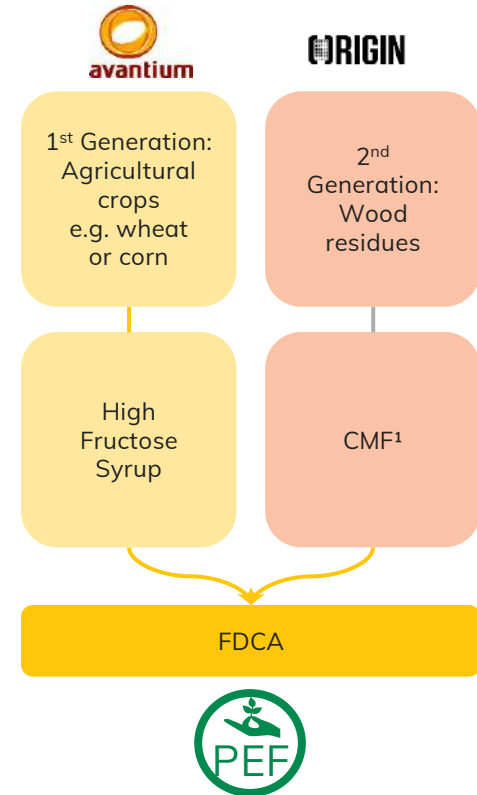 avantium
ORIGIN
1st Generation:
Agricultural
crops
e.g. wheat
or corn
2nd
Generation:
Wood
residues
High
Fructose
Syrup
CMF¹
FDCA
PEF